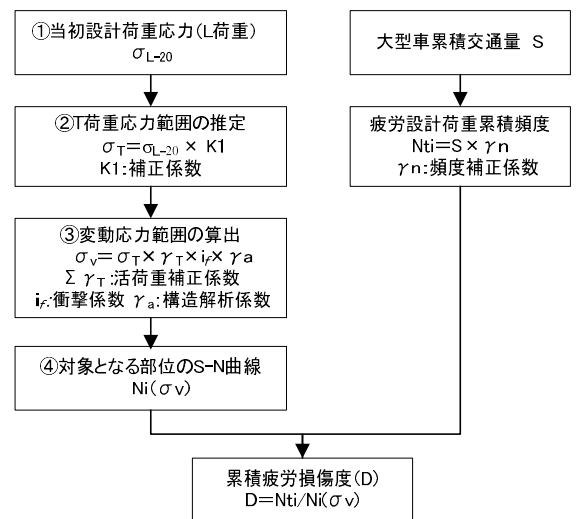 ①当初設計荷重応力(L荷重)
σL-20
②T荷重応力範囲の推定
σT=σL-20 × K1
K1:補正係数
③変動応力範囲の算出
σv=σT×γT×if×γa
Σ γT:活荷重補正係数
if:衝撃係数 γa:構造解析係数
④対象となる部位のS-N曲線
Ni(σv)
大型車累積交通量 S
疲労設計荷重累積頻度
Nti=S×γn
γn:頻度補正係数
累積疲労損傷度(D)
D=Nti/Ni(σv)